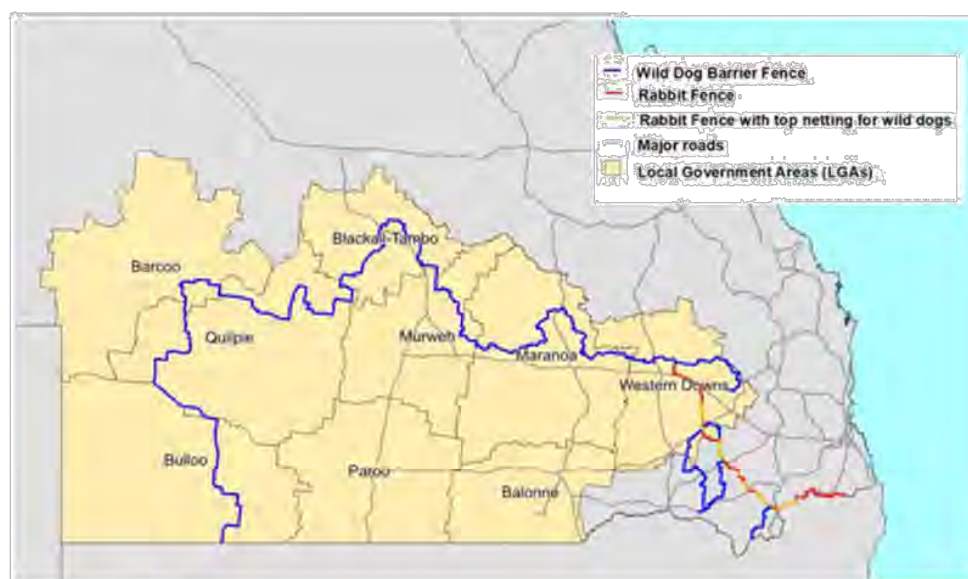 Wild Dog Barrier Fence
Rabbit Fence
Rabbit Fence with top netting for wild dogs
Major roads
Local Government Areas (LGAs)
Blackall-Tambo
Barcoo
Quilpie
Murweh
Maranoa
Western Downs
Bulloo
Paroo
Balonne